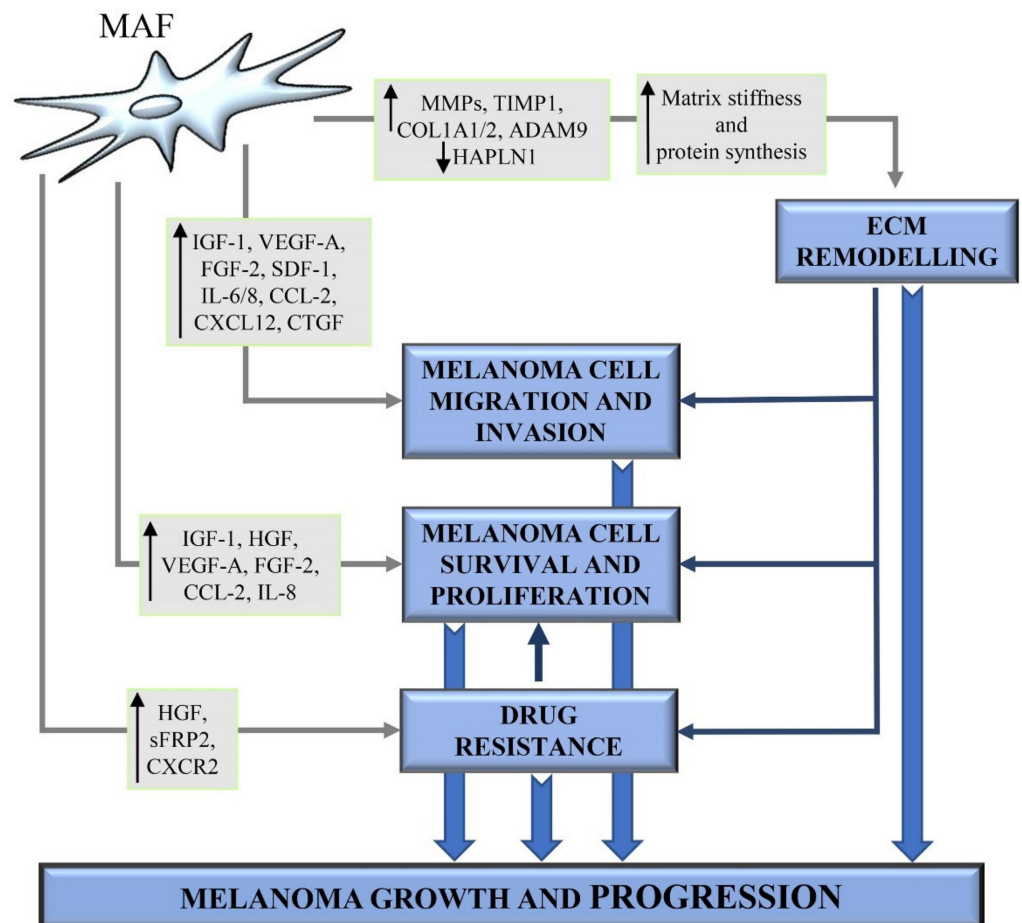 MAF
MMPs, TIMP1,
COL1A1/2, ADAM9
HAPLN1
Matrix stiffness
and
protein synthesis
ECM
REMODELLING
IGF-1, VEGF-A,
FGF-2, SDF-1,
IL-6/8, CCL-2,
CXCL12, CTGF
MELANOMA CELL
MIGRATION AND
INVASION
IGF-1, HGF,
VEGF-A, FGF-2,
CCL-2, IL-8
MELANOMA CELL
SURVIVAL AND
PROLIFERATION
HGF,
sFRP2,
CXCR2
DRUG
RESISTANCE
MELANOMA GROWTH AND PROGRESSION